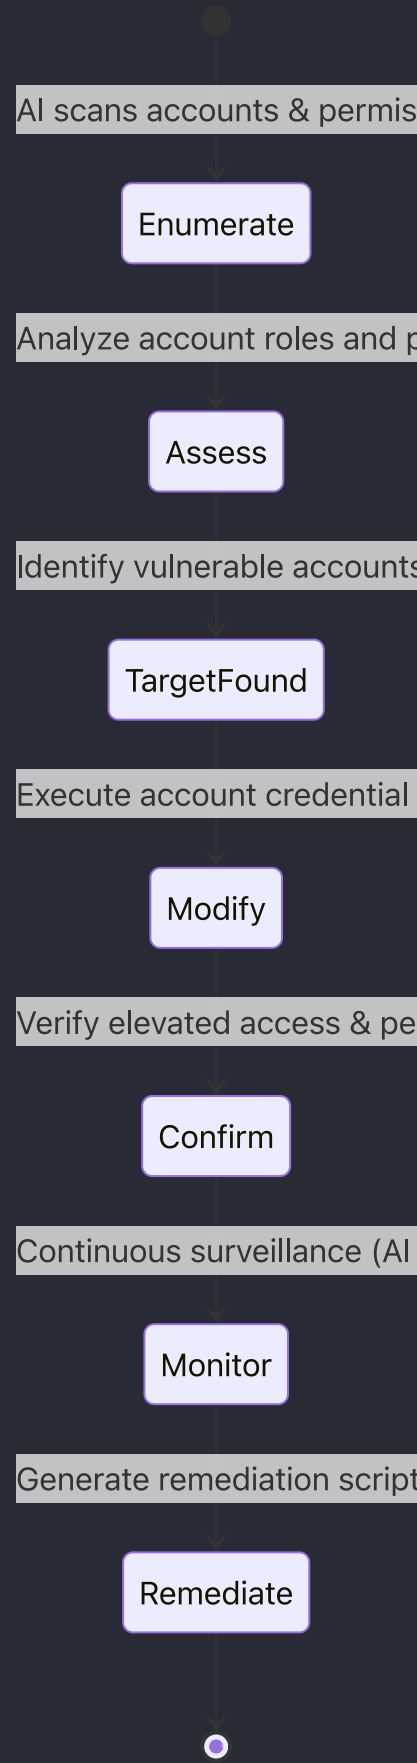 AI scans accounts & permis
Enumerate
Analyze account roles and p
Assess
Identify vulnerable accounts
TargetFound
Execute account credential
Modify
Verify elevated access & pe
Confirm
Continuous surveillance (AI
Monitor
Generate remediation script
Remediate